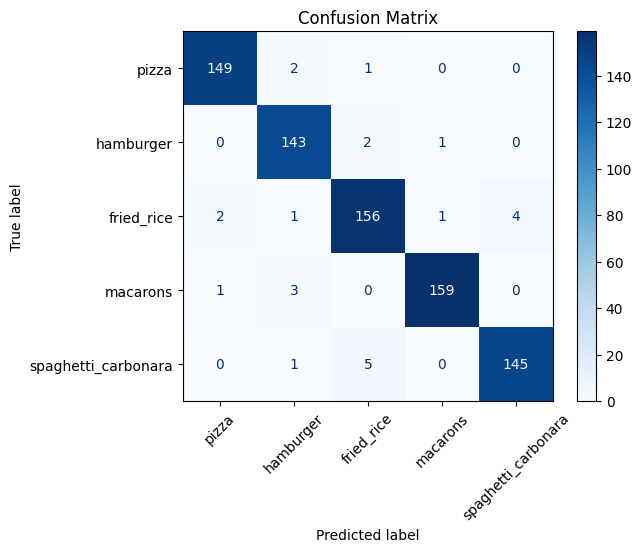 Confusion Matrix
True label
pizza 149 2 1 0 0
hamburger 0 143 2 1 0
fried_rice 2 1 156 1 4
macarons 1 3 0 159 0
spaghetti_carbonara 0 1 5 0 145
pizza hamburger fried_rice macarons spaghetti_carbonara
Predicted label
140
120
100
80
60
40
20
0